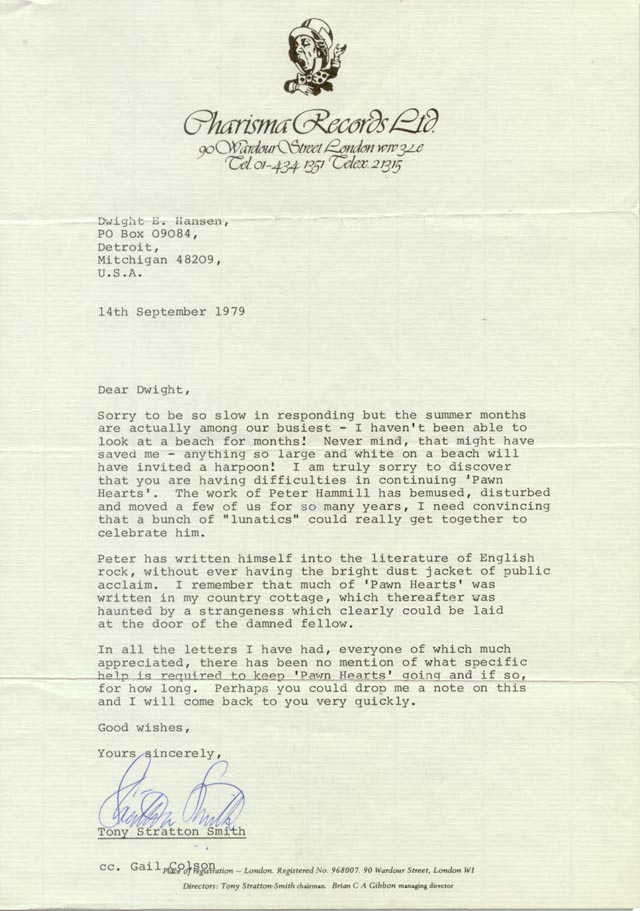 Charisma Records Ltd.
90 Wardour Street London W1V 3LE
Tel. 01-434 1351 Telex. 21315
Dwight E. Hansen,
PO Box 09084,
Detroit,
Mitchigan 48209,
U.S.A.
14th September 1979
Dear Dwight,
Sorry to be so slow in responding but the summer months
are actually among our busiest - I haven't been able to
look at a beach for months!  Never mind, that might have
saved me - anything so large and white on a beach will
have invited a harpoon!  I am truly sorry to discover
that you are having difficulties in continuing 'Pawn
Hearts'.  The work of Peter Hammill has bemused, disturbed
and moved a few of us for so many years, I need convincing
that a bunch of "lunatics" could really get together to
celebrate him.
Peter has written himself into the literature of English
rock, without ever having the bright dust jacket of public
acclaim.  I remember that much of 'Pawn Hearts' was
written in my country cottage, which thereafter was
haunted by a strangeness which clearly could be laid
at the door of the damned fellow.
In all the letters I have had, everyone of which much
appreciated, there has been no mention of what specific
help is required to keep 'Pawn Hearts' going and if so,
for how long.  Perhaps you could drop me a note on this
and I will come back to you very quickly.
Good wishes,
Yours sincerely,
Tony Stratton Smith
cc. Gail Colson
Place of registration – London. Registered No. 968007. 90 Wardour Street, London W1
Directors: Tony Stratton-Smith chairman. Brian C A Gibbon managing director